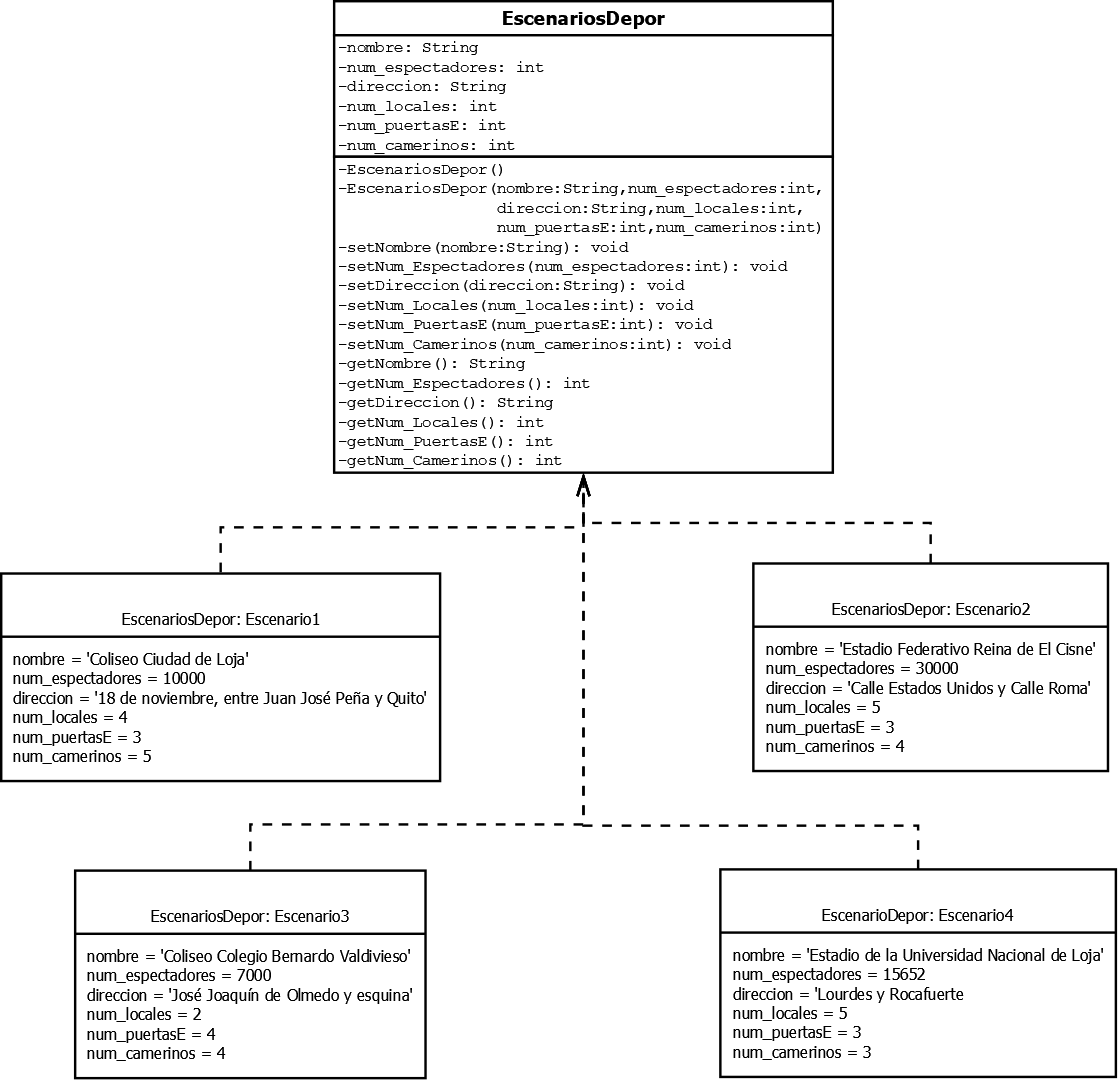 EscenariosDepor
-nombre: String
-num_espectadores: int
-direccion: String
-num_locales: int
-num_puertasE: int
-num_camerinos: int
-EscenariosDepor()
-EscenariosDepor(nombre:String,num_espectadores:int,
direccion:String,num_locales:int,
num_puertasE:int,num_camerinos:int)
-setNombre(nombre:String): void
-setNum_Espectadores(num_espectadores:int): void
-setDireccion(direccion:String): void
-setNum_Locales(num_locales:int): void
-setNum_PuertasE(num_puertasE:int): void
-setNum_Camerinos(num_camerinos:int): void
-getNombre(): String
-getNum_Espectadores(): int
-getDireccion(): String
-getNum_Locales(): int
-getNum_PuertasE(): int
-getNum_Camerinos(): int
EscenariosDepor: Escenario1
nombre = 'Coliseo Ciudad de Loja'
num_espectadores = 10000
direccion = '18 de noviembre, entre Juan José Peña y Quito'
num_locales = 4
num_puertasE = 3
num_camerinos = 5
EscenariosDepor: Escenario2
nombre = 'Estadio Federativo Reina de El Cisne'
num_espectadores = 30000
direccion = 'Calle Estados Unidos y Calle Roma'
num_locales = 5
num_puertasE = 3
num_camerinos = 4
EscenariosDepor: Escenario3
nombre = 'Coliseo Colegio Bernardo Valdivieso'
num_espectadores = 7000
direccion = 'José Joaquín de Olmedo y esquina'
num_locales = 2
num_puertasE = 4
num_camerinos = 4
EscenarioDepor: Escenario4
nombre = 'Estadio de la Universidad Nacional de Loja'
num_espectadores = 15652
direccion = 'Lourdes y Rocafuerte
num_locales = 5
num_puertasE = 3
num_camerinos = 3